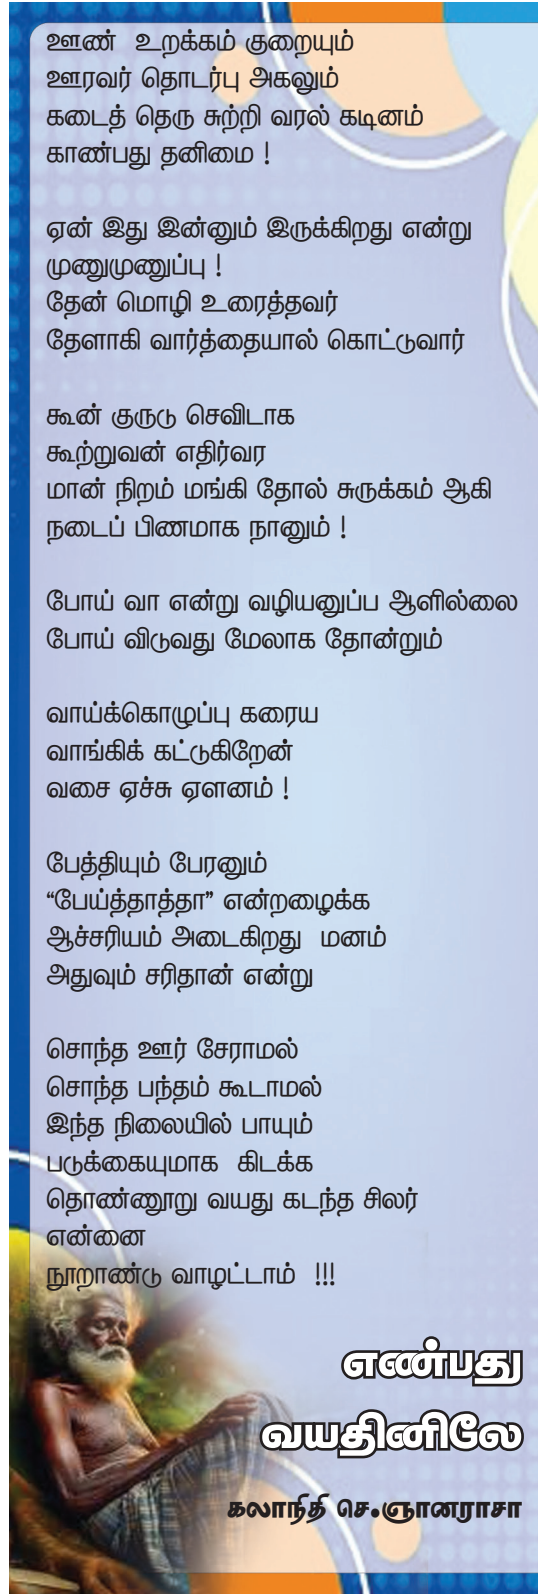 ஊண்  உறக்கம் குறையும்
ஊரவர் தொடர்பு அகலும்
கடைத் தெரு சுற்றி வரல் கடினம்
காண்பது தனிமை !

ஏன் இது இன்னும் இருக்கிறது என்று
முணுமுணுப்பு !
தேன் மொழி உரைத்தவர்
தேளாகி வார்த்தையால் கொட்டுவார்

கூன் குருடு செவிடாக
கூற்றுவன் எதிர்வர
மான் நிறம் மங்கி தோல் சுருக்கம் ஆகி
நடைப் பிணமாக நானும் !

போய் வா என்று வழியனுப்ப ஆளில்லை
போய் விடுவது மேலாக தோன்றும்

வாய்க்கொழுப்பு கரைய
வாங்கிக் கட்டுகிறேன்
வசை ஏச்சு ஏளனம் !

பேத்தியும் பேரனும்
“பேய்த்தாத்தா” என்றழைக்க
ஆச்சரியம் அடைகிறது  மனம்
அதுவும் சரிதான் என்று

சொந்த ஊர் சேராமல்
சொந்த பந்தம் கூடாமல்
இந்த நிலையில் பாயும்
படுக்கையுமாக  கிடக்க
தொண்ணூறு வயது கடந்த சிலர்
என்னை
நூறாண்டு வாழட்டாம்  !!!

எண்பது
வயதினிலே
கலாநிதி செ.ஞானராசா